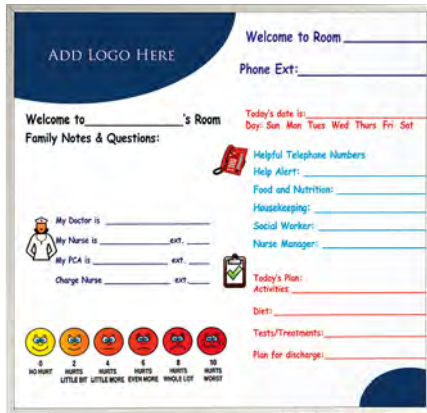 ADD LOGO HERE
Welcome to Room
Phone Ext:
Welcome to 's Room
Family Notes & Questions:
Today's date is:
Day: Sun Mon Tues Wed Thurs Fri Sat
Helpful Telephone Numbers
Help Alert:
Food and Nutrition:
Housekeeping:
Social Worker:
Nurse Manager:
My Doctor is
My Nurse is ext.
My PCA is ext.
Charge Nurse ext.
Today's Plan:
Activities
Diet:
Tests/Treatments:
Plan for discharge:
0 2 4 6 8 10
NO HURT HURTS HURTS HURTS HURTS HURTS
LITTLE BIT LITTLE MORE EVEN MORE WHOLE LOT WORST